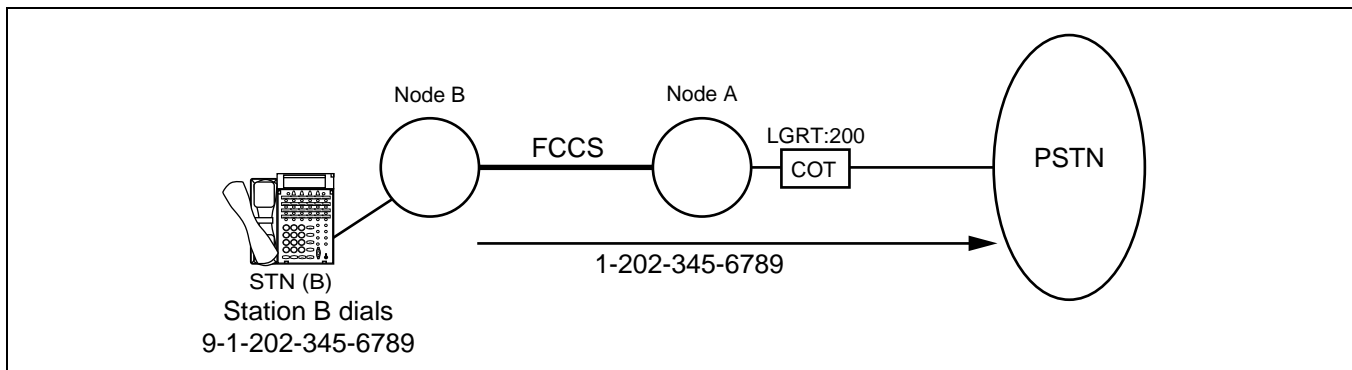 Node B
Node A
FCCS
LGRT:200
COT
PSTN
1-202-345-6789
STN (B)
Station B dials
9-1-202-345-6789